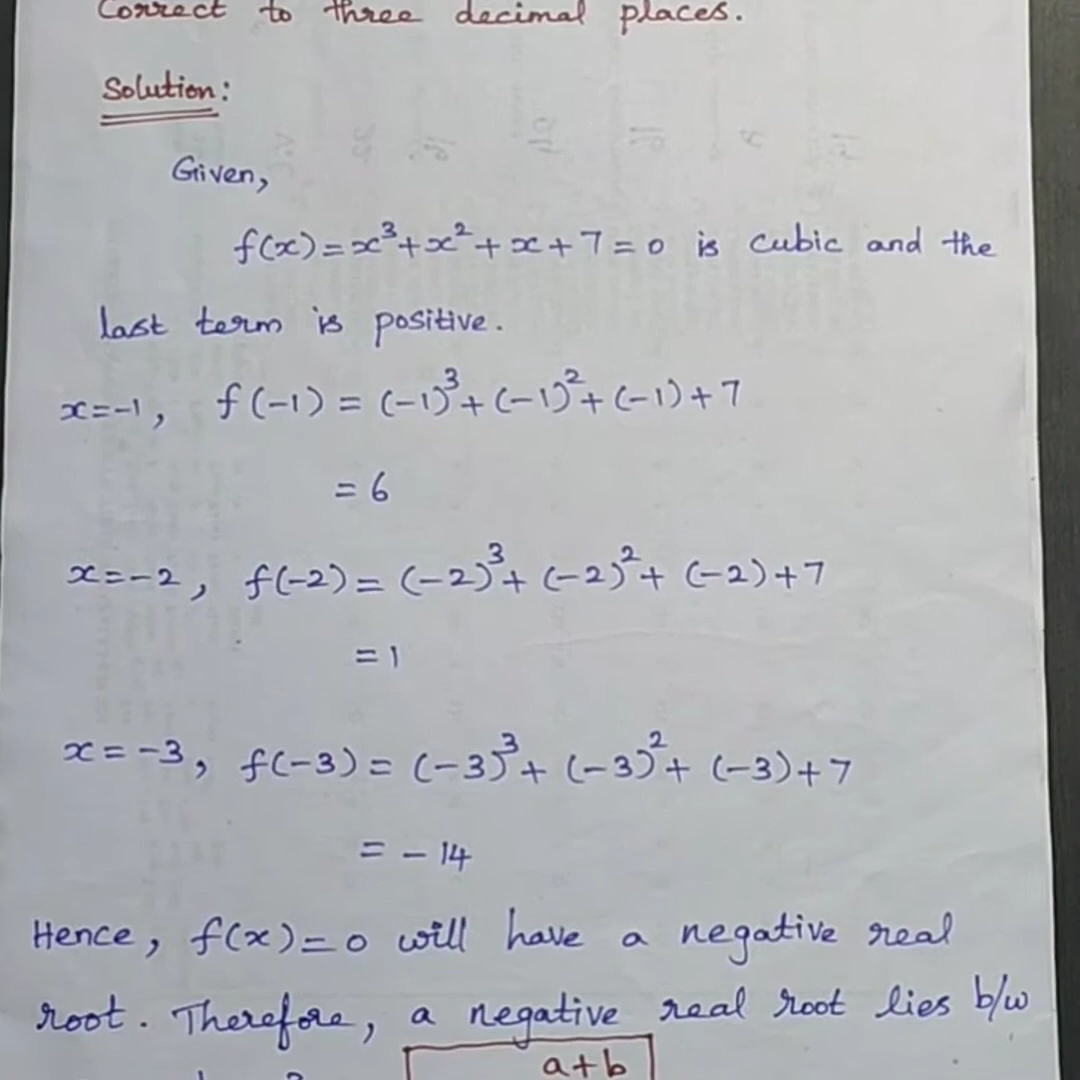 Correct to three decimal places.
Solution:
Given,
f(x)=x³+x²+x+7=0 is cubic and the
last term is positive.
x=-1, f(-1) = (-1)³+(-1)²+(-1)+7
= 6
x=-2, f(-2) = (-2)³+(-2)²+(-2)+7
= 1
x=-3, f(-3) = (-3)³+(-3)²+(-3)+7
= -14
Hence, f(x)=0 will have a negative real
root. Therefore, a negative real root lies b/w
a+b